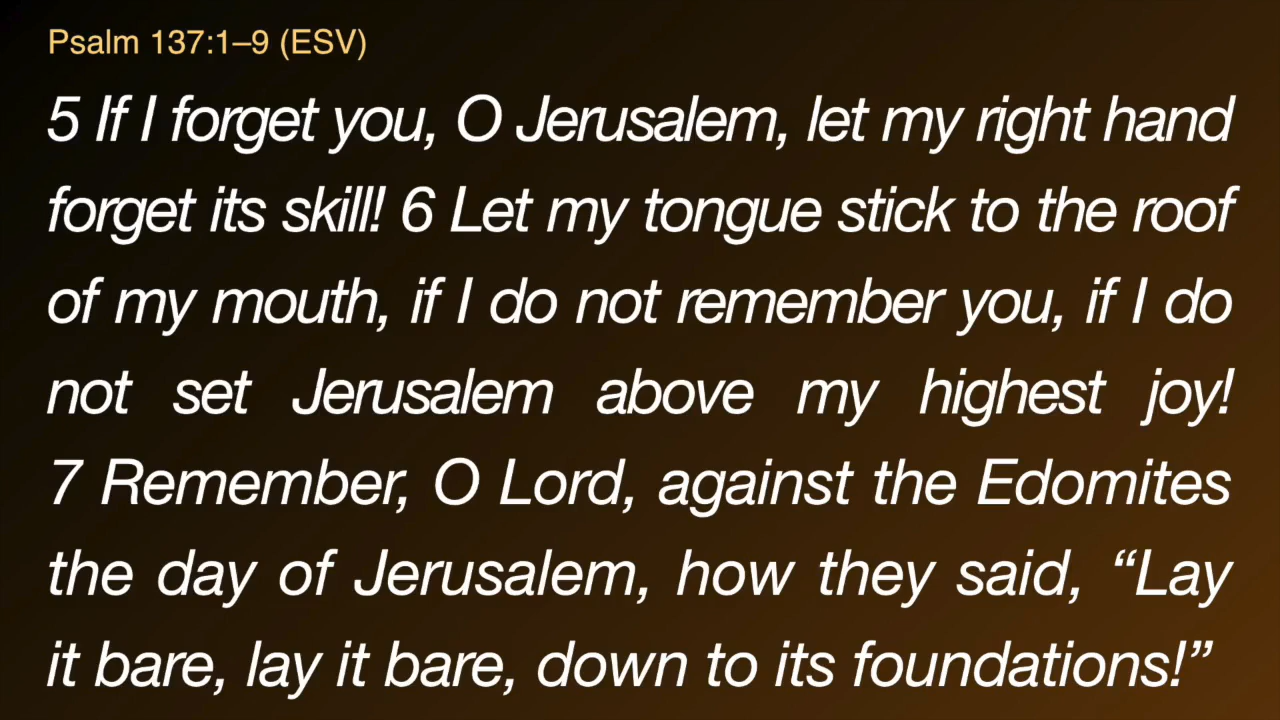 Psalm 137:1–9 (ESV)
5 If I forget you, O Jerusalem, let my right hand
forget its skill! 6 Let my tongue stick to the roof
of my mouth, if I do not remember you, if I do
not set Jerusalem above my highest joy!
7 Remember, O Lord, against the Edomites
the day of Jerusalem, how they said, “Lay
it bare, lay it bare, down to its foundations!”